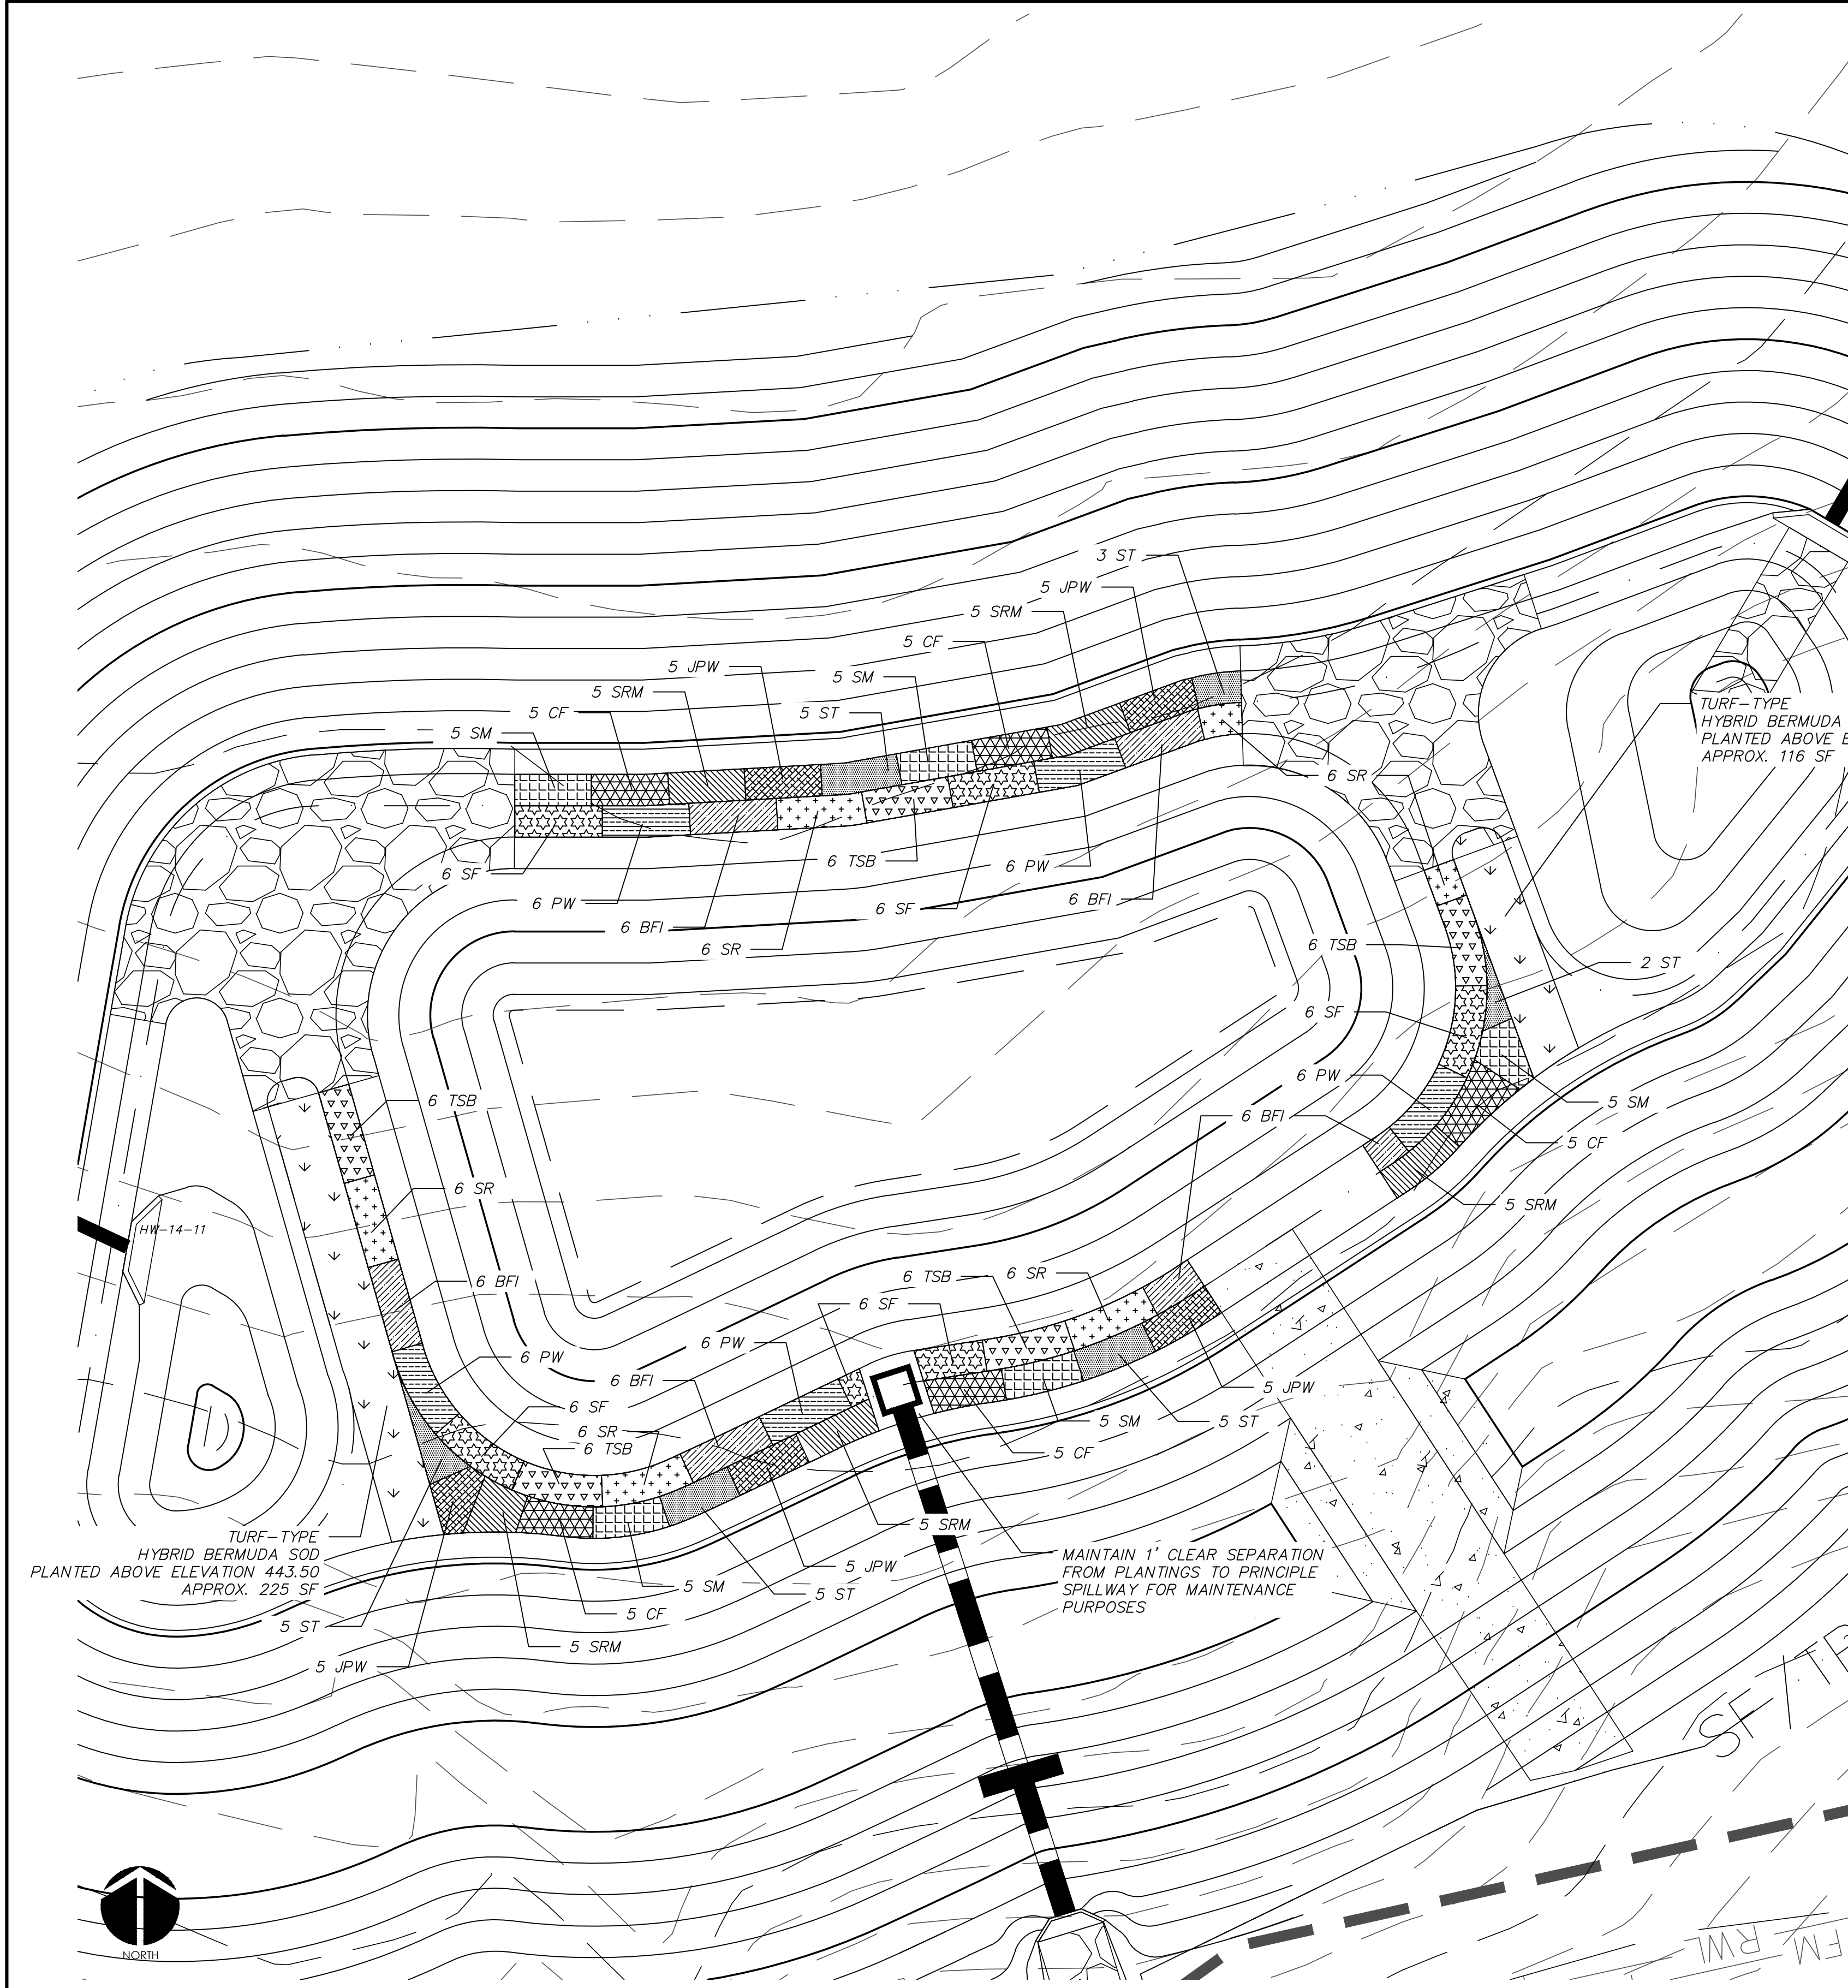 3 ST
5 JPW
5 SRM
5 CF
5 JPW
5 SM
5 SRM
5 CF
5 ST
5 SM
TURF-TYPE
HYBRID BERMUDA
PLANTED ABOVE
APPROX. 116 SF
6 SR
6 TSB
6 PW
6 SF
6 PW
6 SF
6 BFI
6 BFI
6 SR
6 TSB
2 ST
6 SF
6 PW
6 TSB
5 SM
6 BFI
5 CF
6 SR
5 SRM
HW-14-11
6 BFI
6 TSB
6 SR
6 SF
6 PW
6 PW
6 BFI
5 JPW
6 SF
5 SM
5 ST
6 SR
6 TSB
5 CF
5 SRM
TURF-TYPE
HYBRID BERMUDA SOD
PLANTED ABOVE ELEVATION 443.50
APPROX. 225 SF
MAINTAIN 1' CLEAR SEPARATION
FROM PLANTINGS TO PRINCIPLE
SPILLWAY FOR MAINTENANCE
PURPOSES
5 JPW
5 SM
5 ST
5 CF
5 ST
5 SRM
5 JPW
SF/TP
NORTH
RWL
FM